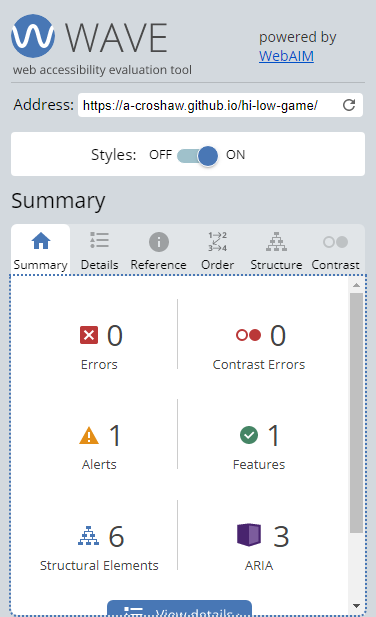 WAVE
powered by
WebAIM
web accessibility evaluation tool
Address: https://a-croshaw.github.io/hi-low-game/
Styles: OFF ON
Summary
Summary Details Reference Order Structure Contrast
0 0
Errors Contrast Errors
1 1
Alerts Features
6 3
Structural Elements ARIA
View details